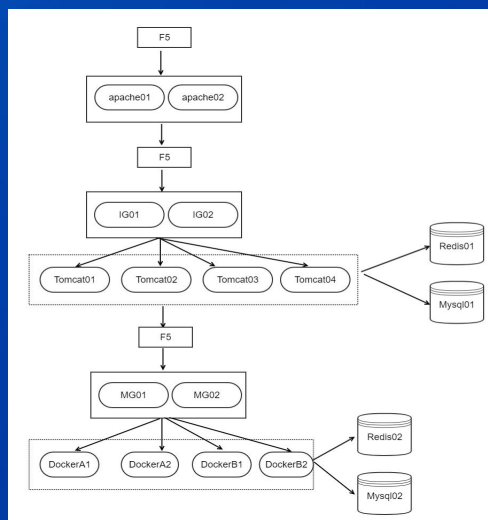 F5
apache01 apache02
F5
IG01 IG02
Tomcat01 Tomcat02 Tomcat03 Tomcat04
Redis01
Mysql01
F5
MG01 MG02
DockerA1 DockerA2 DockerB1 DockerB2
Redis02
Mysql02